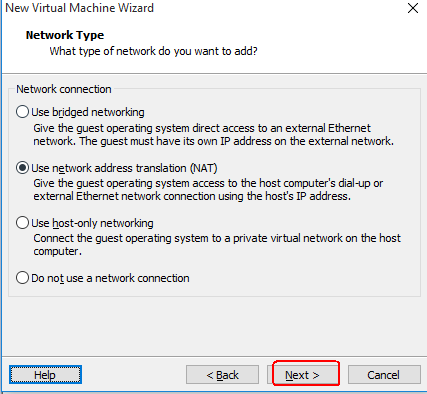 New Virtual Machine Wizard
Network Type
What type of network do you want to add?
Network connection
Use bridged networking
Give the guest operating system direct access to an external Ethernet
network. The guest must have its own IP address on the external network.
Use network address translation (NAT)
Give the guest operating system access to the host computer's dial-up or
external Ethernet network connection using the host's IP address.
Use host-only networking
Connect the guest operating system to a private virtual network on the host
computer.
Do not use a network connection
Help
< Back
Next >
Cancel